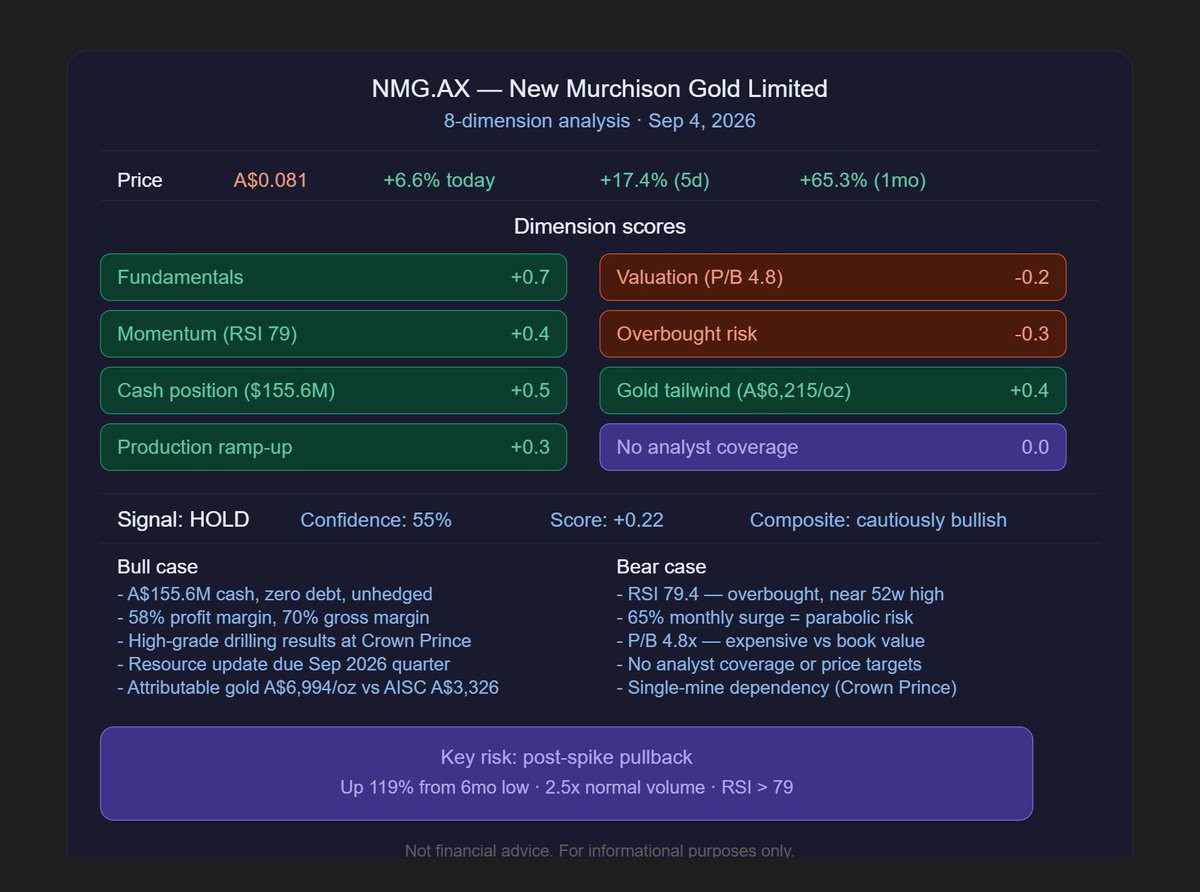 NMG.AX — New Murchison Gold Limited
8-dimension analysis · Sep 4, 2026
Price A$0.081 +6.6% today +17.4% (5d) +65.3% (1mo)
Dimension scores
Fundamentals +0.7
Valuation (P/B 4.8) -0.2
Momentum (RSI 79) +0.4
Overbought risk -0.3
Cash position ($155.6M) +0.5
Gold tailwind (A$6,215/oz) +0.4
Production ramp-up +0.3
No analyst coverage 0.0
Signal: HOLD Confidence: 55% Score: +0.22 Composite: cautiously bullish
Bull case
- A$155.6M cash, zero debt, unhedged
- 58% profit margin, 70% gross margin
- High-grade drilling results at Crown Prince
- Resource update due Sep 2026 quarter
- Attributable gold A$6,994/oz vs AISC A$3,326
Bear case
- RSI 79.4 — overbought, near 52w high
- 65% monthly surge = parabolic risk
- P/B 4.8x — expensive vs book value
- No analyst coverage or price targets
- Single-mine dependency (Crown Prince)
Key risk: post-spike pullback
Up 119% from 6mo low · 2.5x normal volume · RSI > 79
Not financial advice. For informational purposes only.